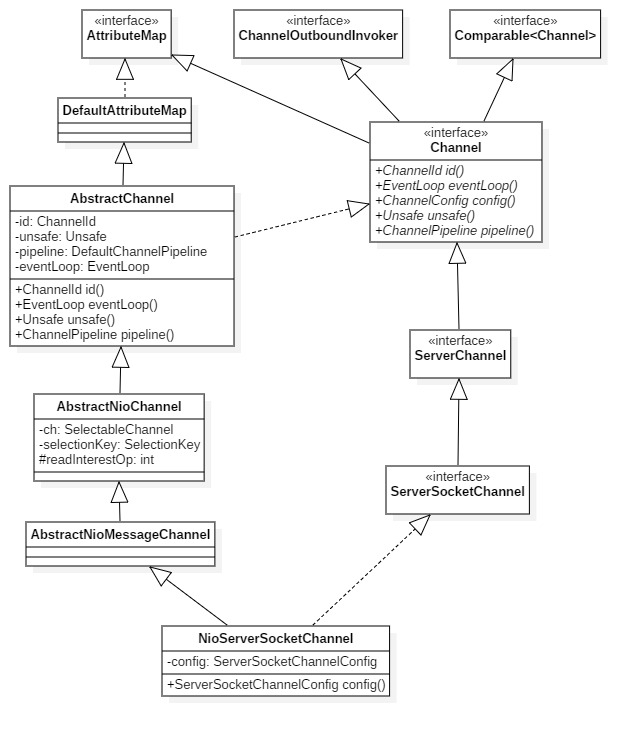 «interface»
AttributeMap
«interface»
ChannelOutboundInvoker
«interface»
Comparable<Channel>
DefaultAttributeMap
«interface»
Channel
+ChannelId id()
+EventLoop eventLoop()
+ChannelConfig config()
+Unsafe unsafe()
+ChannelPipeline pipeline()
AbstractChannel
-id: ChannelId
-unsafe: Unsafe
-pipeline: DefaultChannelPipeline
-eventLoop: EventLoop
+ChannelId id()
+EventLoop eventLoop()
+Unsafe unsafe()
+ChannelPipeline pipeline()
«interface»
ServerChannel
AbstractNioChannel
-ch: SelectableChannel
-selectionKey: SelectionKey
#readInterestOp: int
«interface»
ServerSocketChannel
AbstractNioMessageChannel
NioServerSocketChannel
-config: ServerSocketChannelConfig
+ServerSocketChannelConfig config()